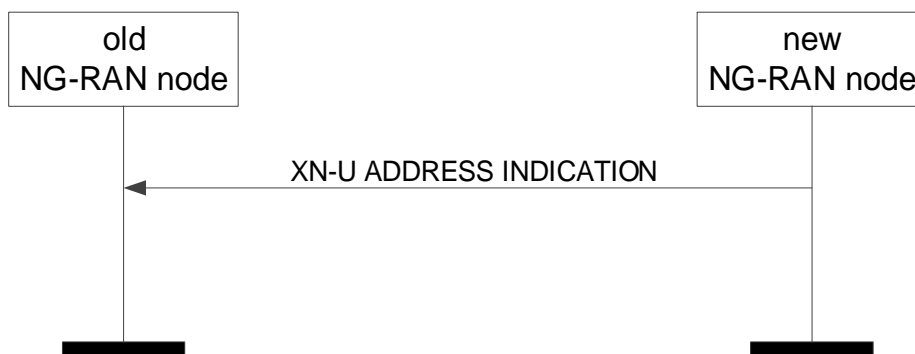 old
NG-RAN node
new
NG-RAN node
XN-U ADDRESS INDICATION